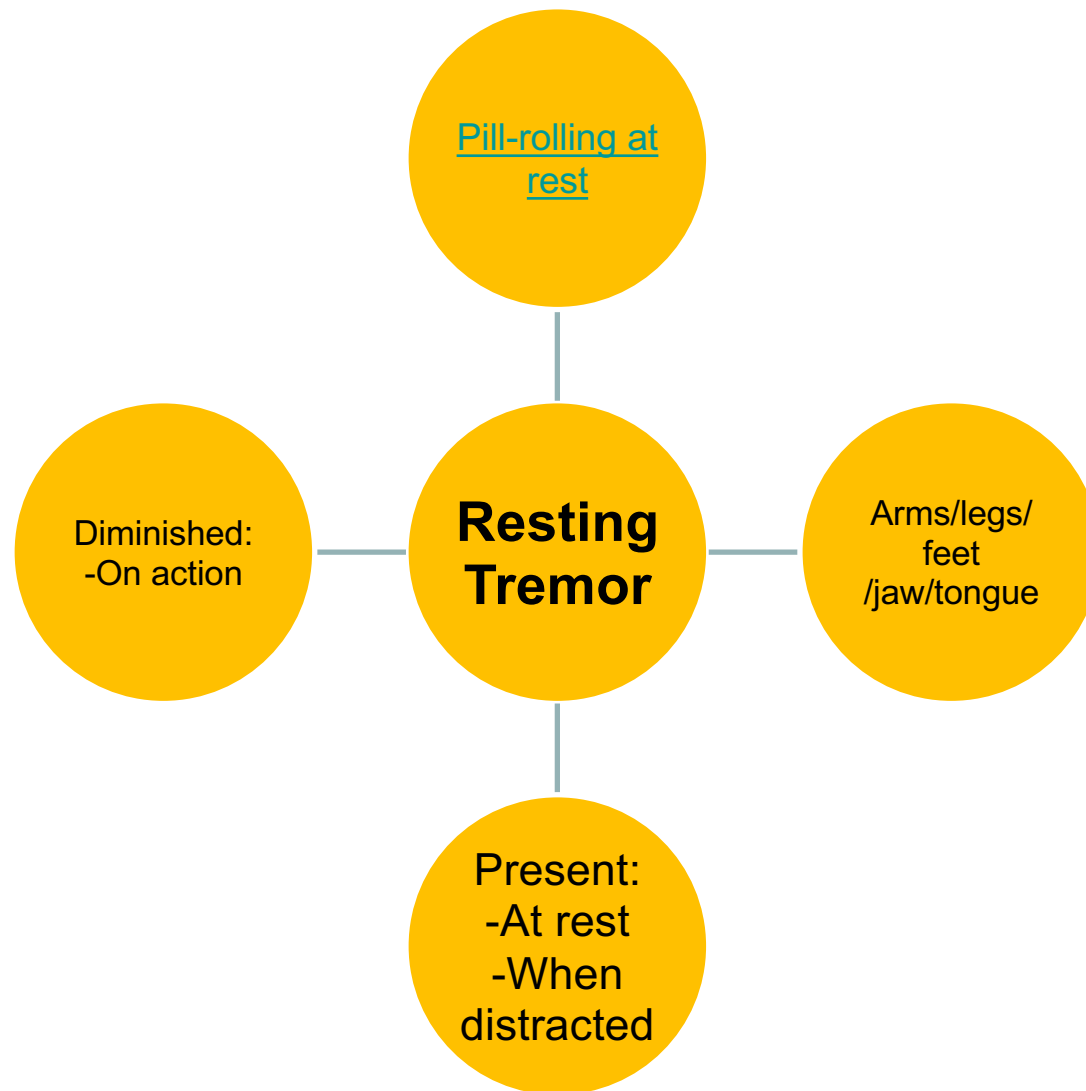 Pill-rolling at
rest
Diminished:
-On action
Resting
Tremor
Arms/legs/
feet
/jaw/tongue
Present:
-At rest
-When
distracted